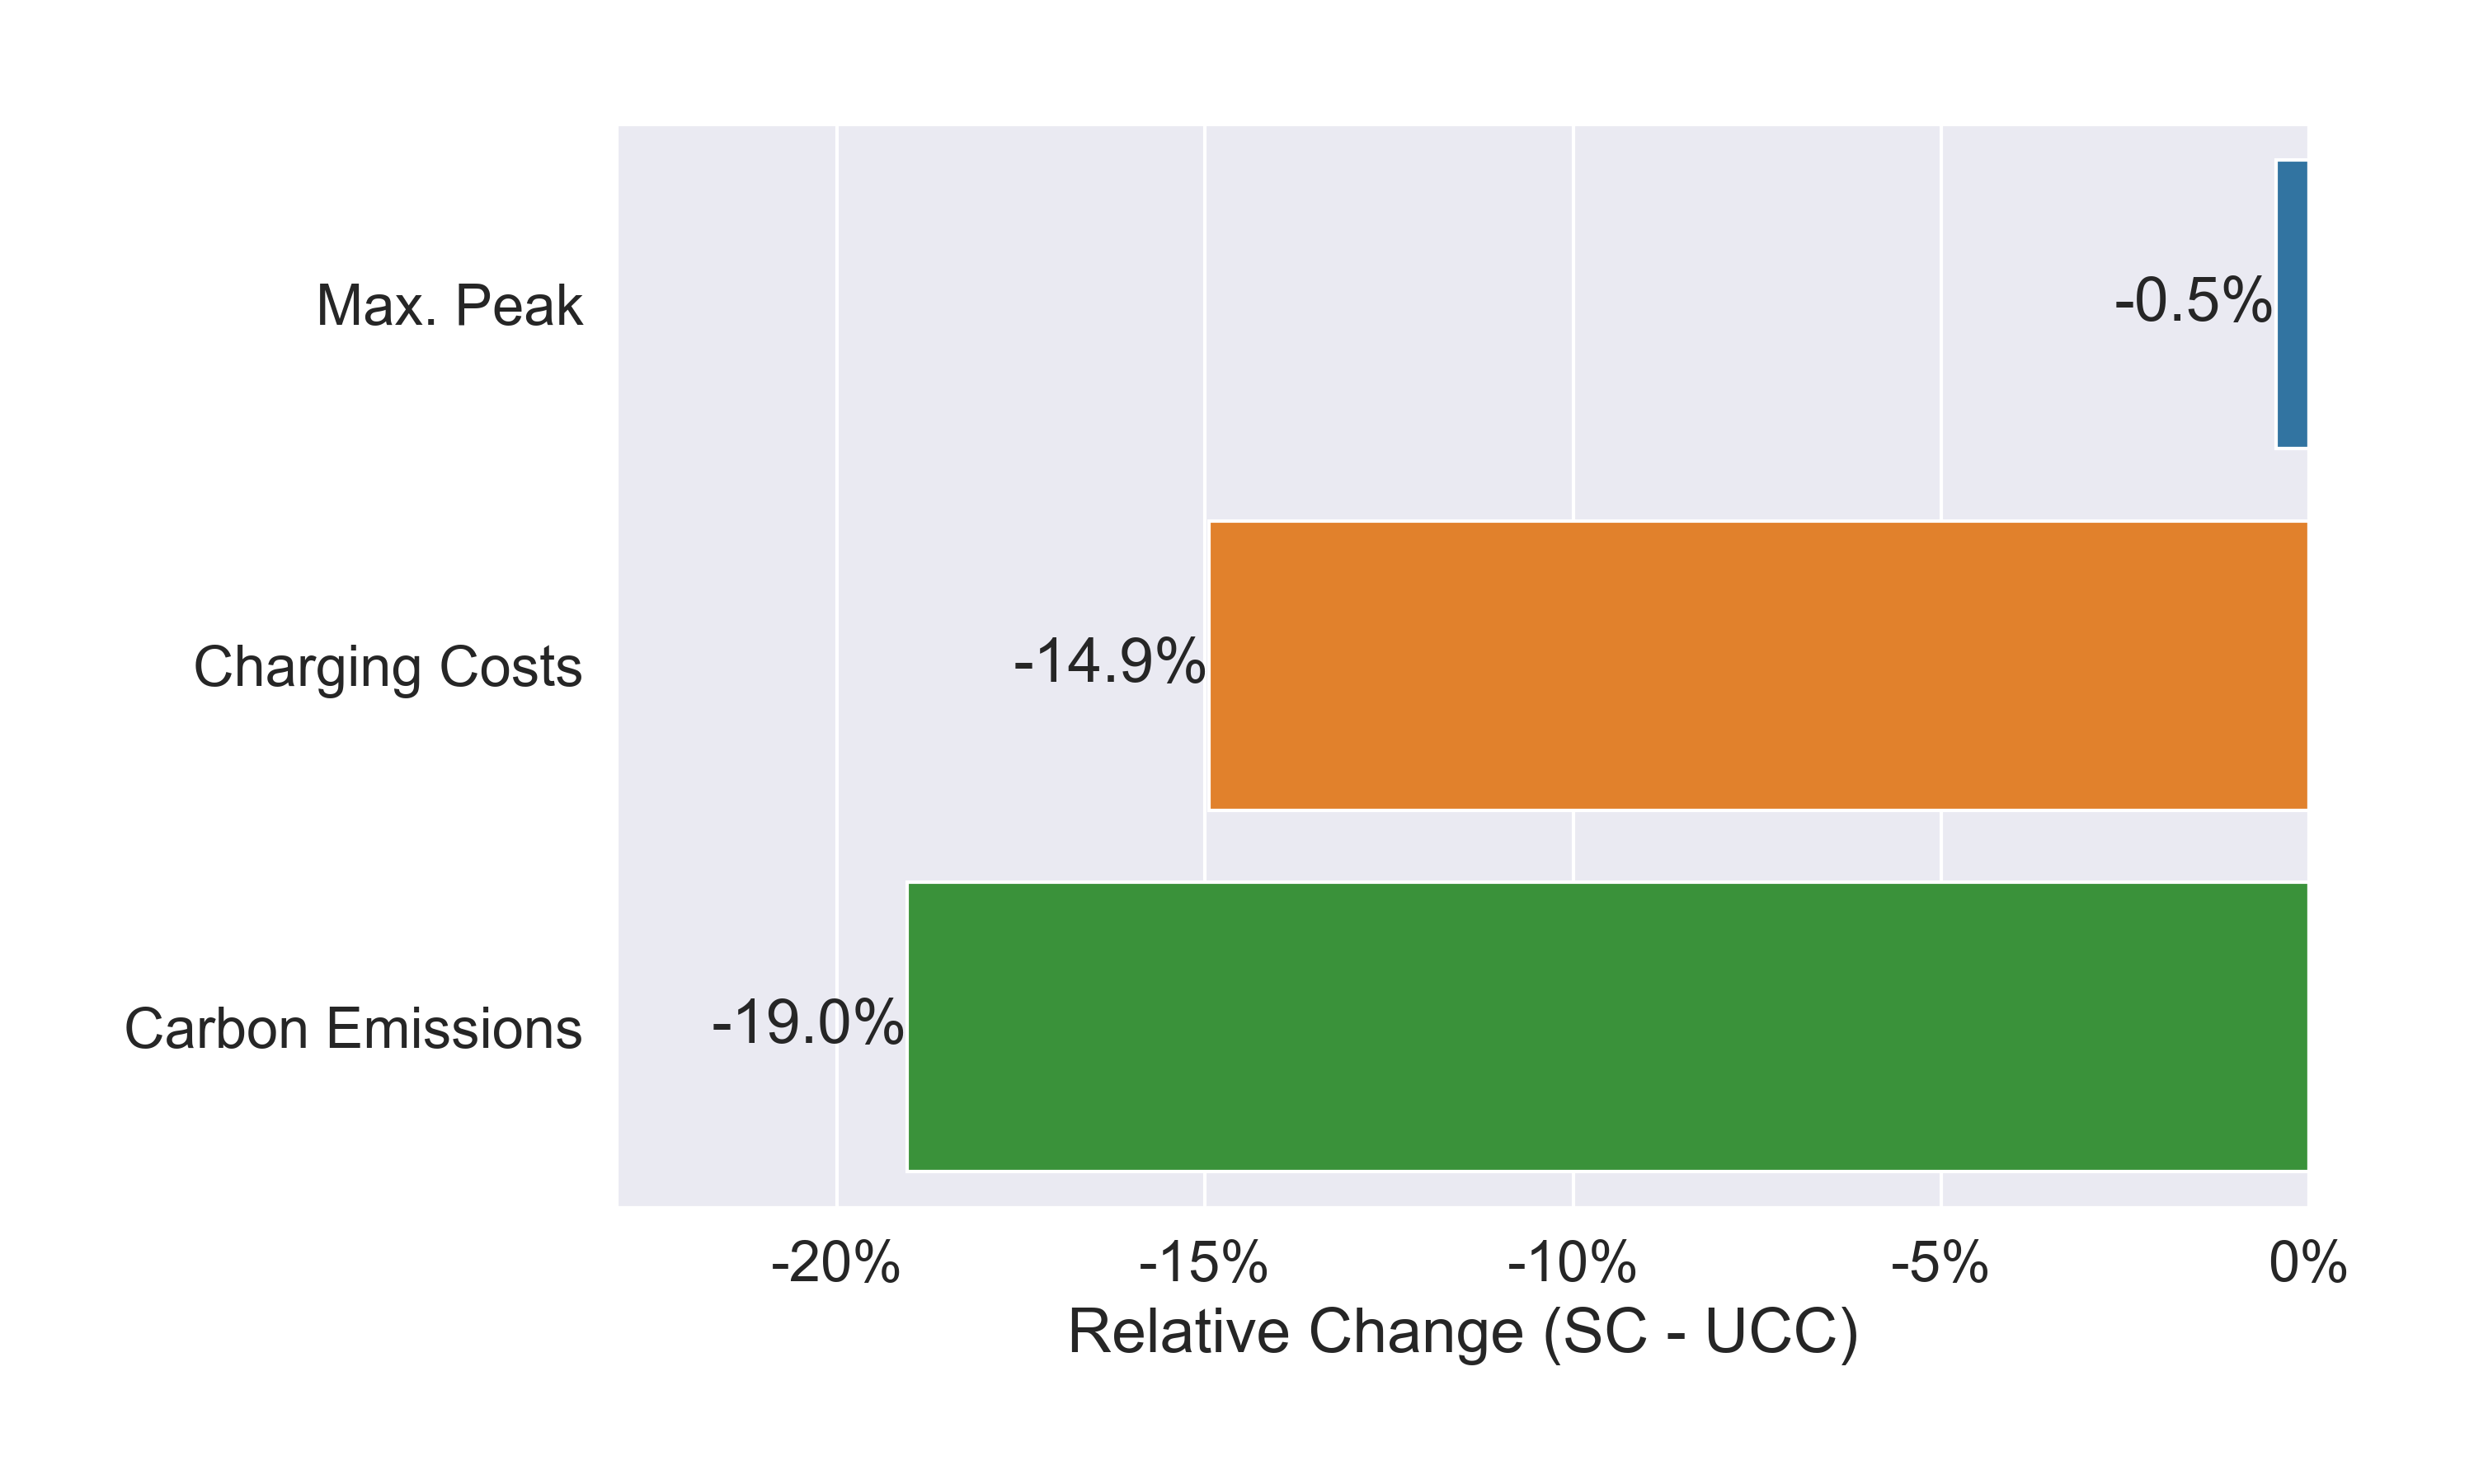 Max. Peak
-0.5%
Charging Costs
-14.9%
Carbon Emissions
-19.0%
-20%
-15%
-10%
-5%
0%
Relative Change (SC - UCC)